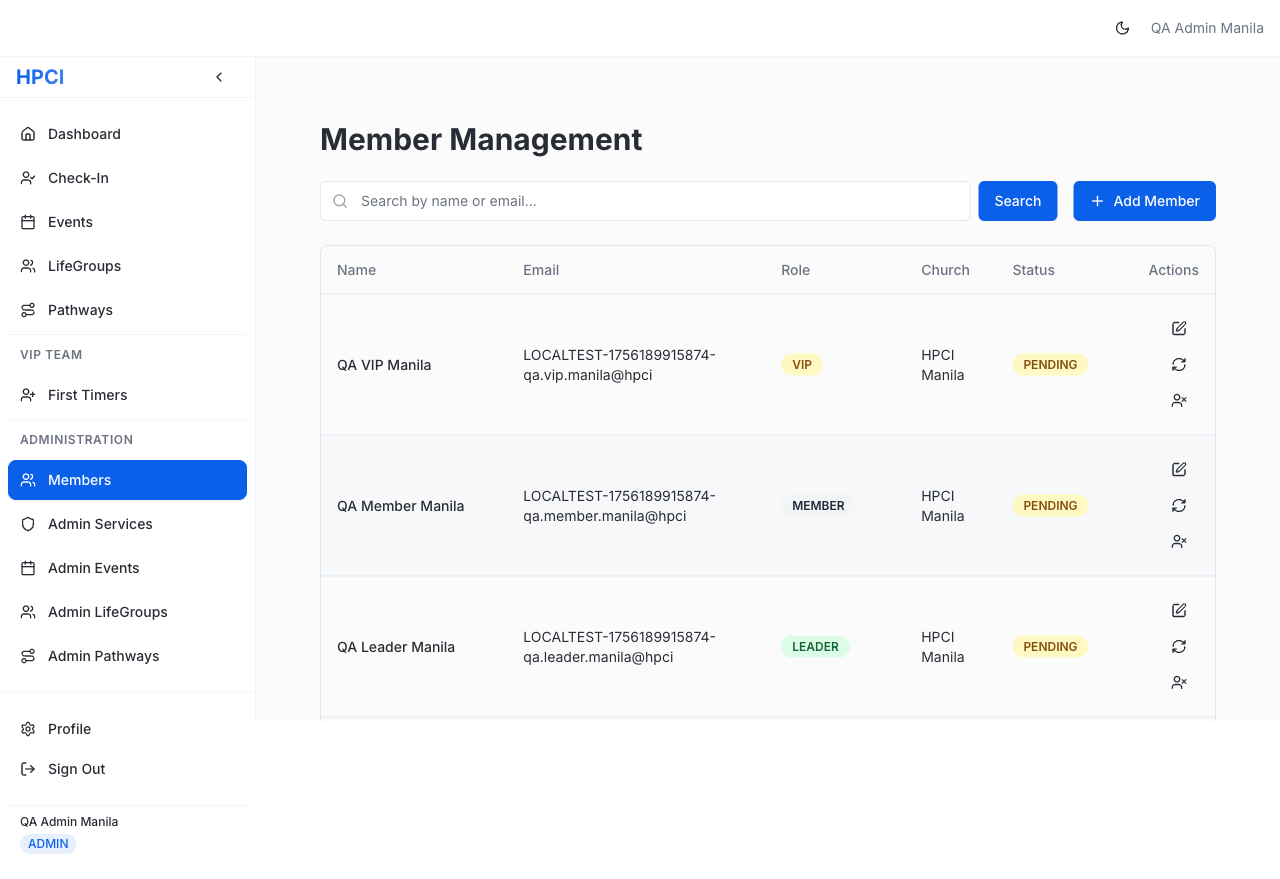 QA Admin Manila
HPCI
Dashboard
Check-In
Events
LifeGroups
Pathways
VIP TEAM
First Timers
ADMINISTRATION
Members
Admin Services
Admin Events
Admin LifeGroups
Admin Pathways
Profile
Sign Out
QA Admin Manila
ADMIN
Member Management
Search by name or email...
Search
Add Member
Name Email Role Church Status Actions
QA VIP Manila
LOCALTEST-1756189915874-
qa.vip.manila@hpci
VIP
HPCI
Manila
PENDING
QA Member Manila
LOCALTEST-1756189915874-
qa.member.manila@hpci
MEMBER
HPCI
Manila
PENDING
QA Leader Manila
LOCALTEST-1756189915874-
qa.leader.manila@hpci
LEADER
HPCI
Manila
PENDING